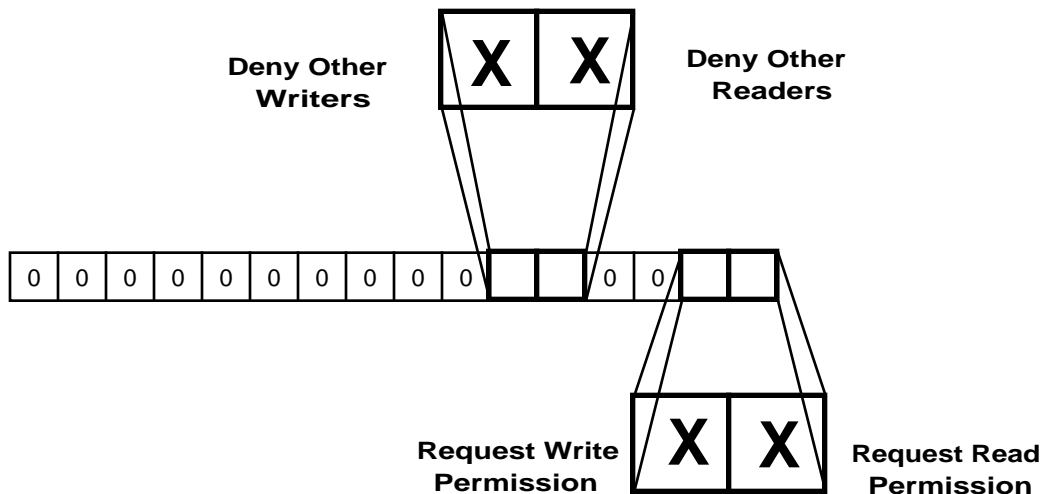 Deny Other
Writers
X X
Deny Other
Readers
0 0 0 0 0 0 0 0 0 0 0 0
Request Write
Permission
X X
Request Read
Permission